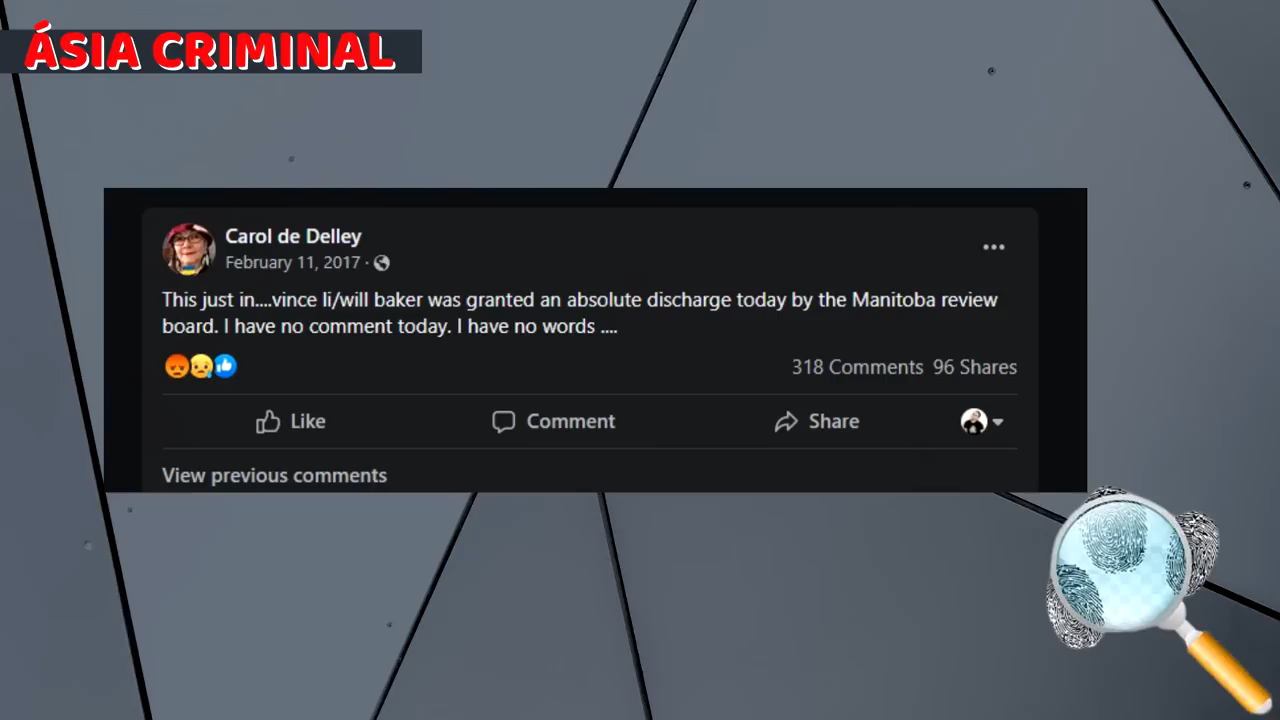 ÁSIA CRIMINAL
Carol de Delley
February 11, 2017 ·
This just in....vince li/will baker was granted an absolute discharge today by the Manitoba review
board. I have no comment today. I have no words ....
318 Comments 96 Shares
Like Comment Share
View previous comments